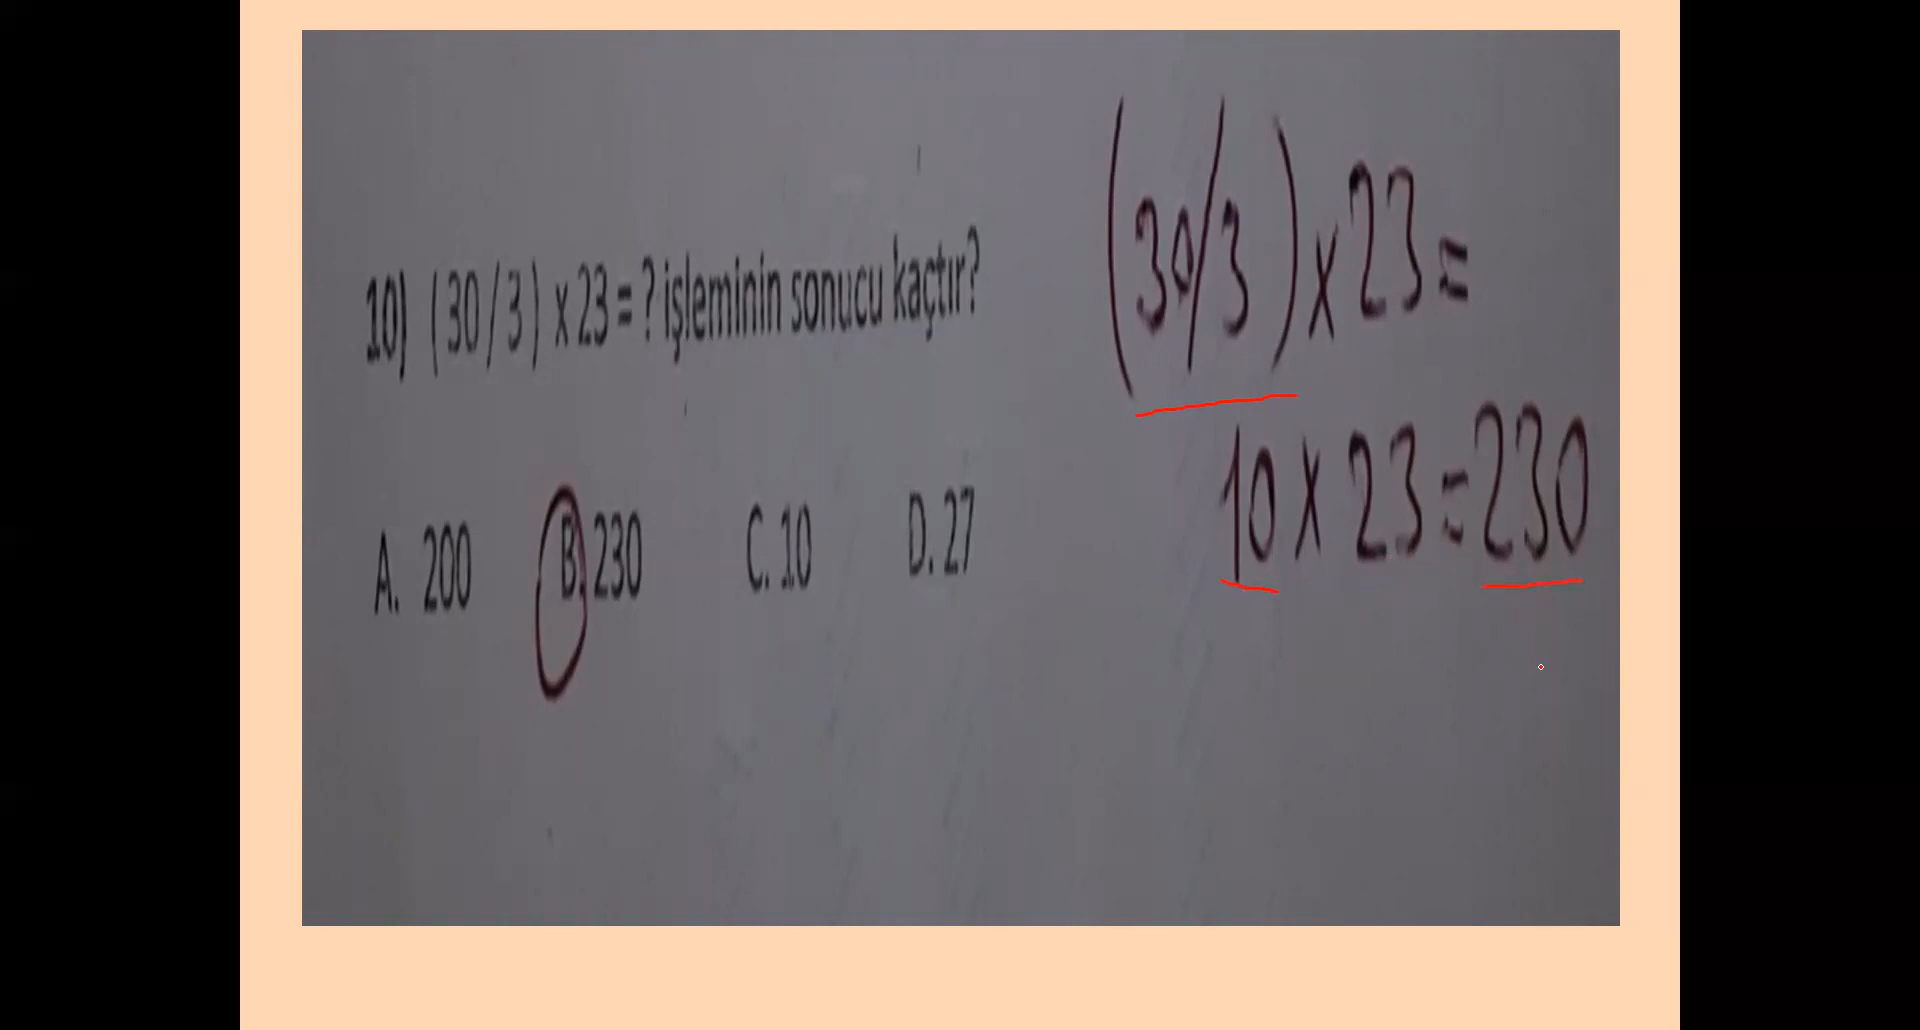 10) (30/3) x 23 = ? işleminin sonucu kaçtır?
A. 200 B. 230 C. 10 D. 27
(30/3) x 23 =
10 x 23 = 230